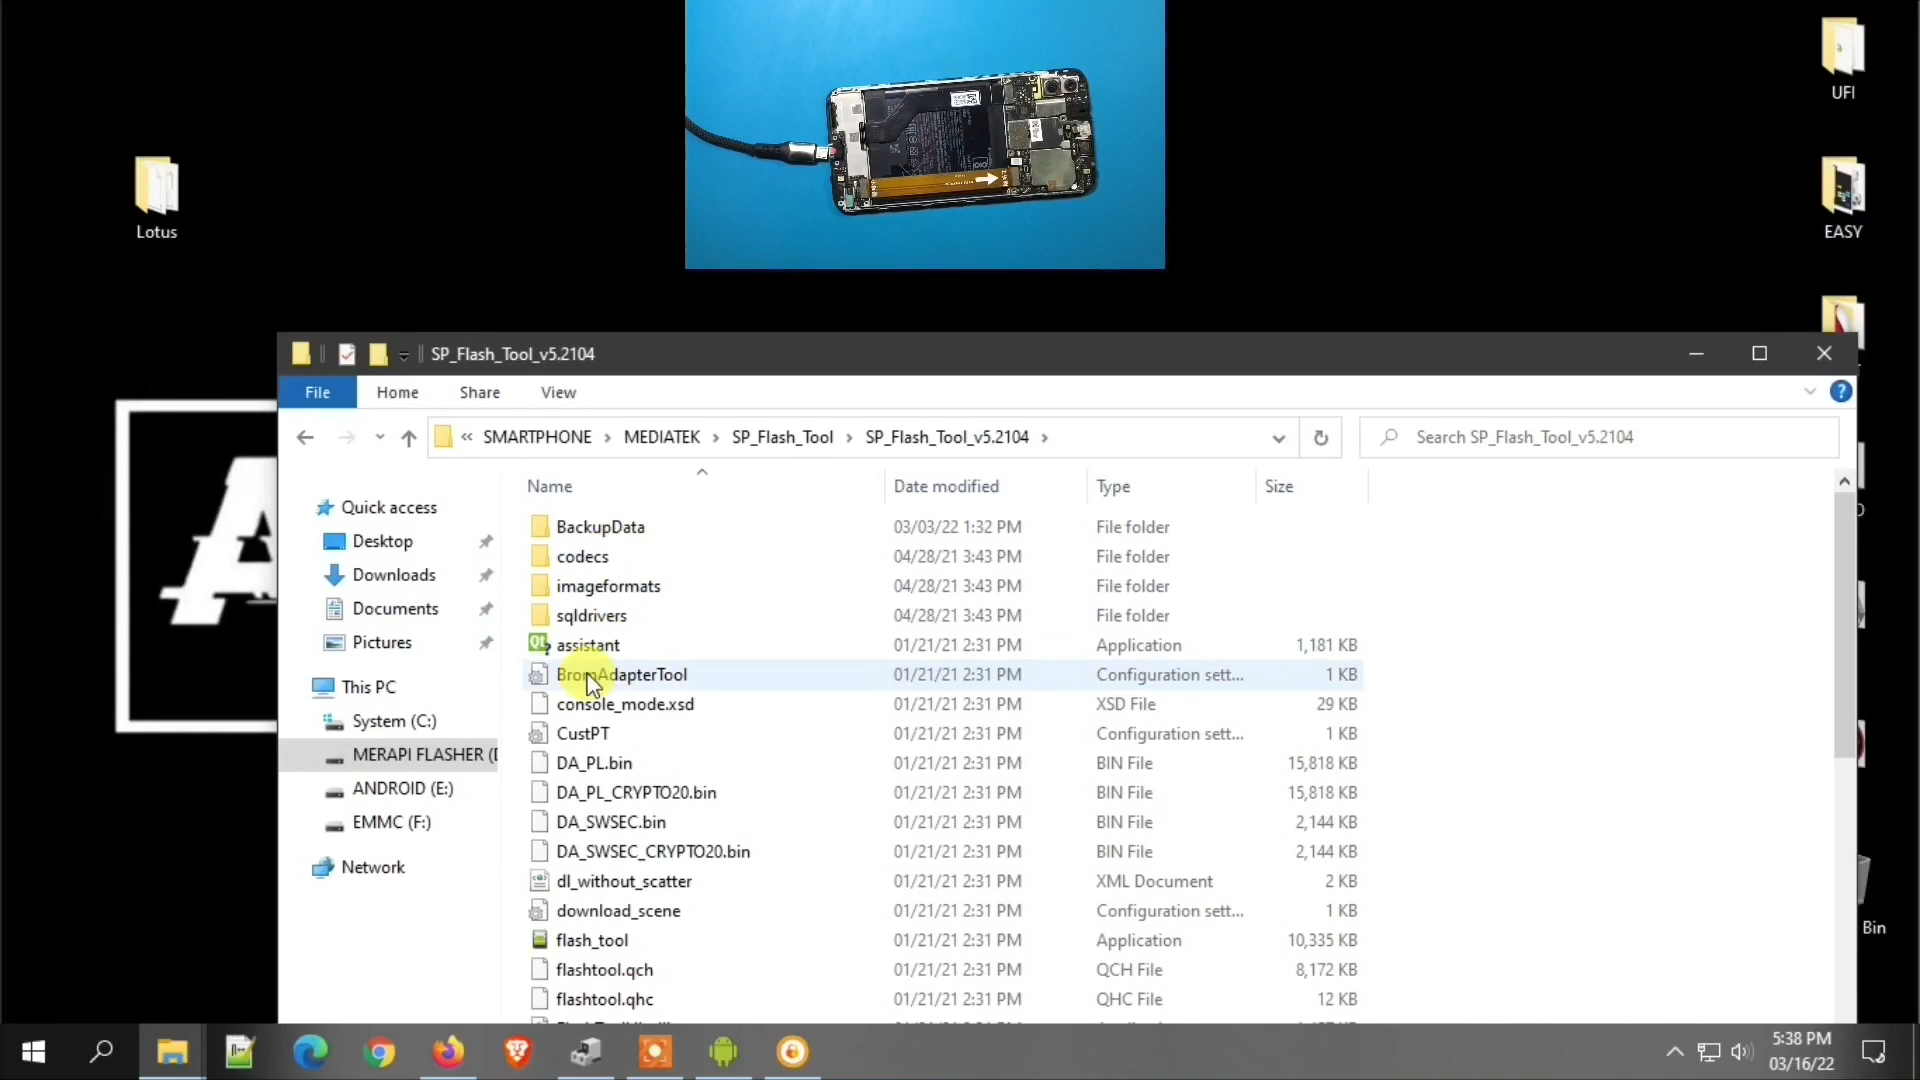 UFI
Lotus
EASY
SP_Flash_Tool_v5.2104
File
Home
Share
View
SMARTPHONE
MEDIATEK
SP_Flash_Tool
SP_Flash_Tool_v5.2104
Search SP_Flash_Tool_v5.2104
Name
Date modified
Type
Size
Quick access
Desktop
Downloads
Documents
Pictures
This PC
System (C:)
MERAPI FLASHER (
ANDROID (E:)
EMMC (F:)
Network
BackupData 03/03/22 1:32 PM File folder
codecs 04/28/21 3:43 PM File folder
imageformats 04/28/21 3:43 PM File folder
sqldrivers 04/28/21 3:43 PM File folder
assistant 01/21/21 2:31 PM Application 1,181 KB
BromAdapterTool 01/21/21 2:31 PM Configuration sett... 1 KB
console_mode.xsd 01/21/21 2:31 PM XSD File 29 KB
CustPT 01/21/21 2:31 PM Configuration sett... 1 KB
DA_PL.bin 01/21/21 2:31 PM BIN File 15,818 KB
DA_PL_CRYPTO20.bin 01/21/21 2:31 PM BIN File 15,818 KB
DA_SWSEC.bin 01/21/21 2:31 PM BIN File 2,144 KB
DA_SWSEC_CRYPTO20.bin 01/21/21 2:31 PM BIN File 2,144 KB
dl_without_scatter 01/21/21 2:31 PM XML Document 2 KB
download_scene 01/21/21 2:31 PM Configuration sett... 1 KB
flash_tool 01/21/21 2:31 PM Application 10,335 KB
flashtool.qch 01/21/21 2:31 PM QCH File 8,172 KB
flashtool.qhc 01/21/21 2:31 PM QHC File 12 KB
Bin
5:38 PM
03/16/22